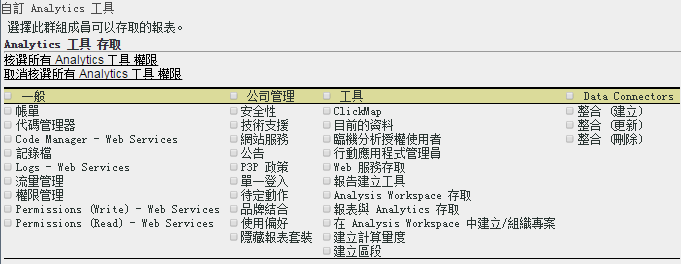 自訂 Analytics 工具
選擇此群組成員可以存取的報表。
Analytics 工具 存取
核選所有 Analytics 工具 權限
取消核選所有 Analytics 工具 權限
一般 公司管理 工具 Data Connectors
帳單 安全性 ClickMap 整合 (建立)
代碼管理器 技術支援 目前的資料 整合 (更新)
Code Manager - Web Services 網站服務 臨機分析授權使用者 整合 (刪除)
記錄檔 公告 行動應用程式管理員
Logs - Web Services P3P 政策 Web 服務存取
流量管理 單一登入 報告建立工具
權限管理 待定動作 Analysis Workspace 存取
Permissions (Write) - Web Services 品牌結合 報表與 Analytics 存取
Permissions (Read) - Web Services 使用偏好 在 Analysis Workspace 中建立/組織專案
隱藏報表套裝 建立計算量度
建立區段